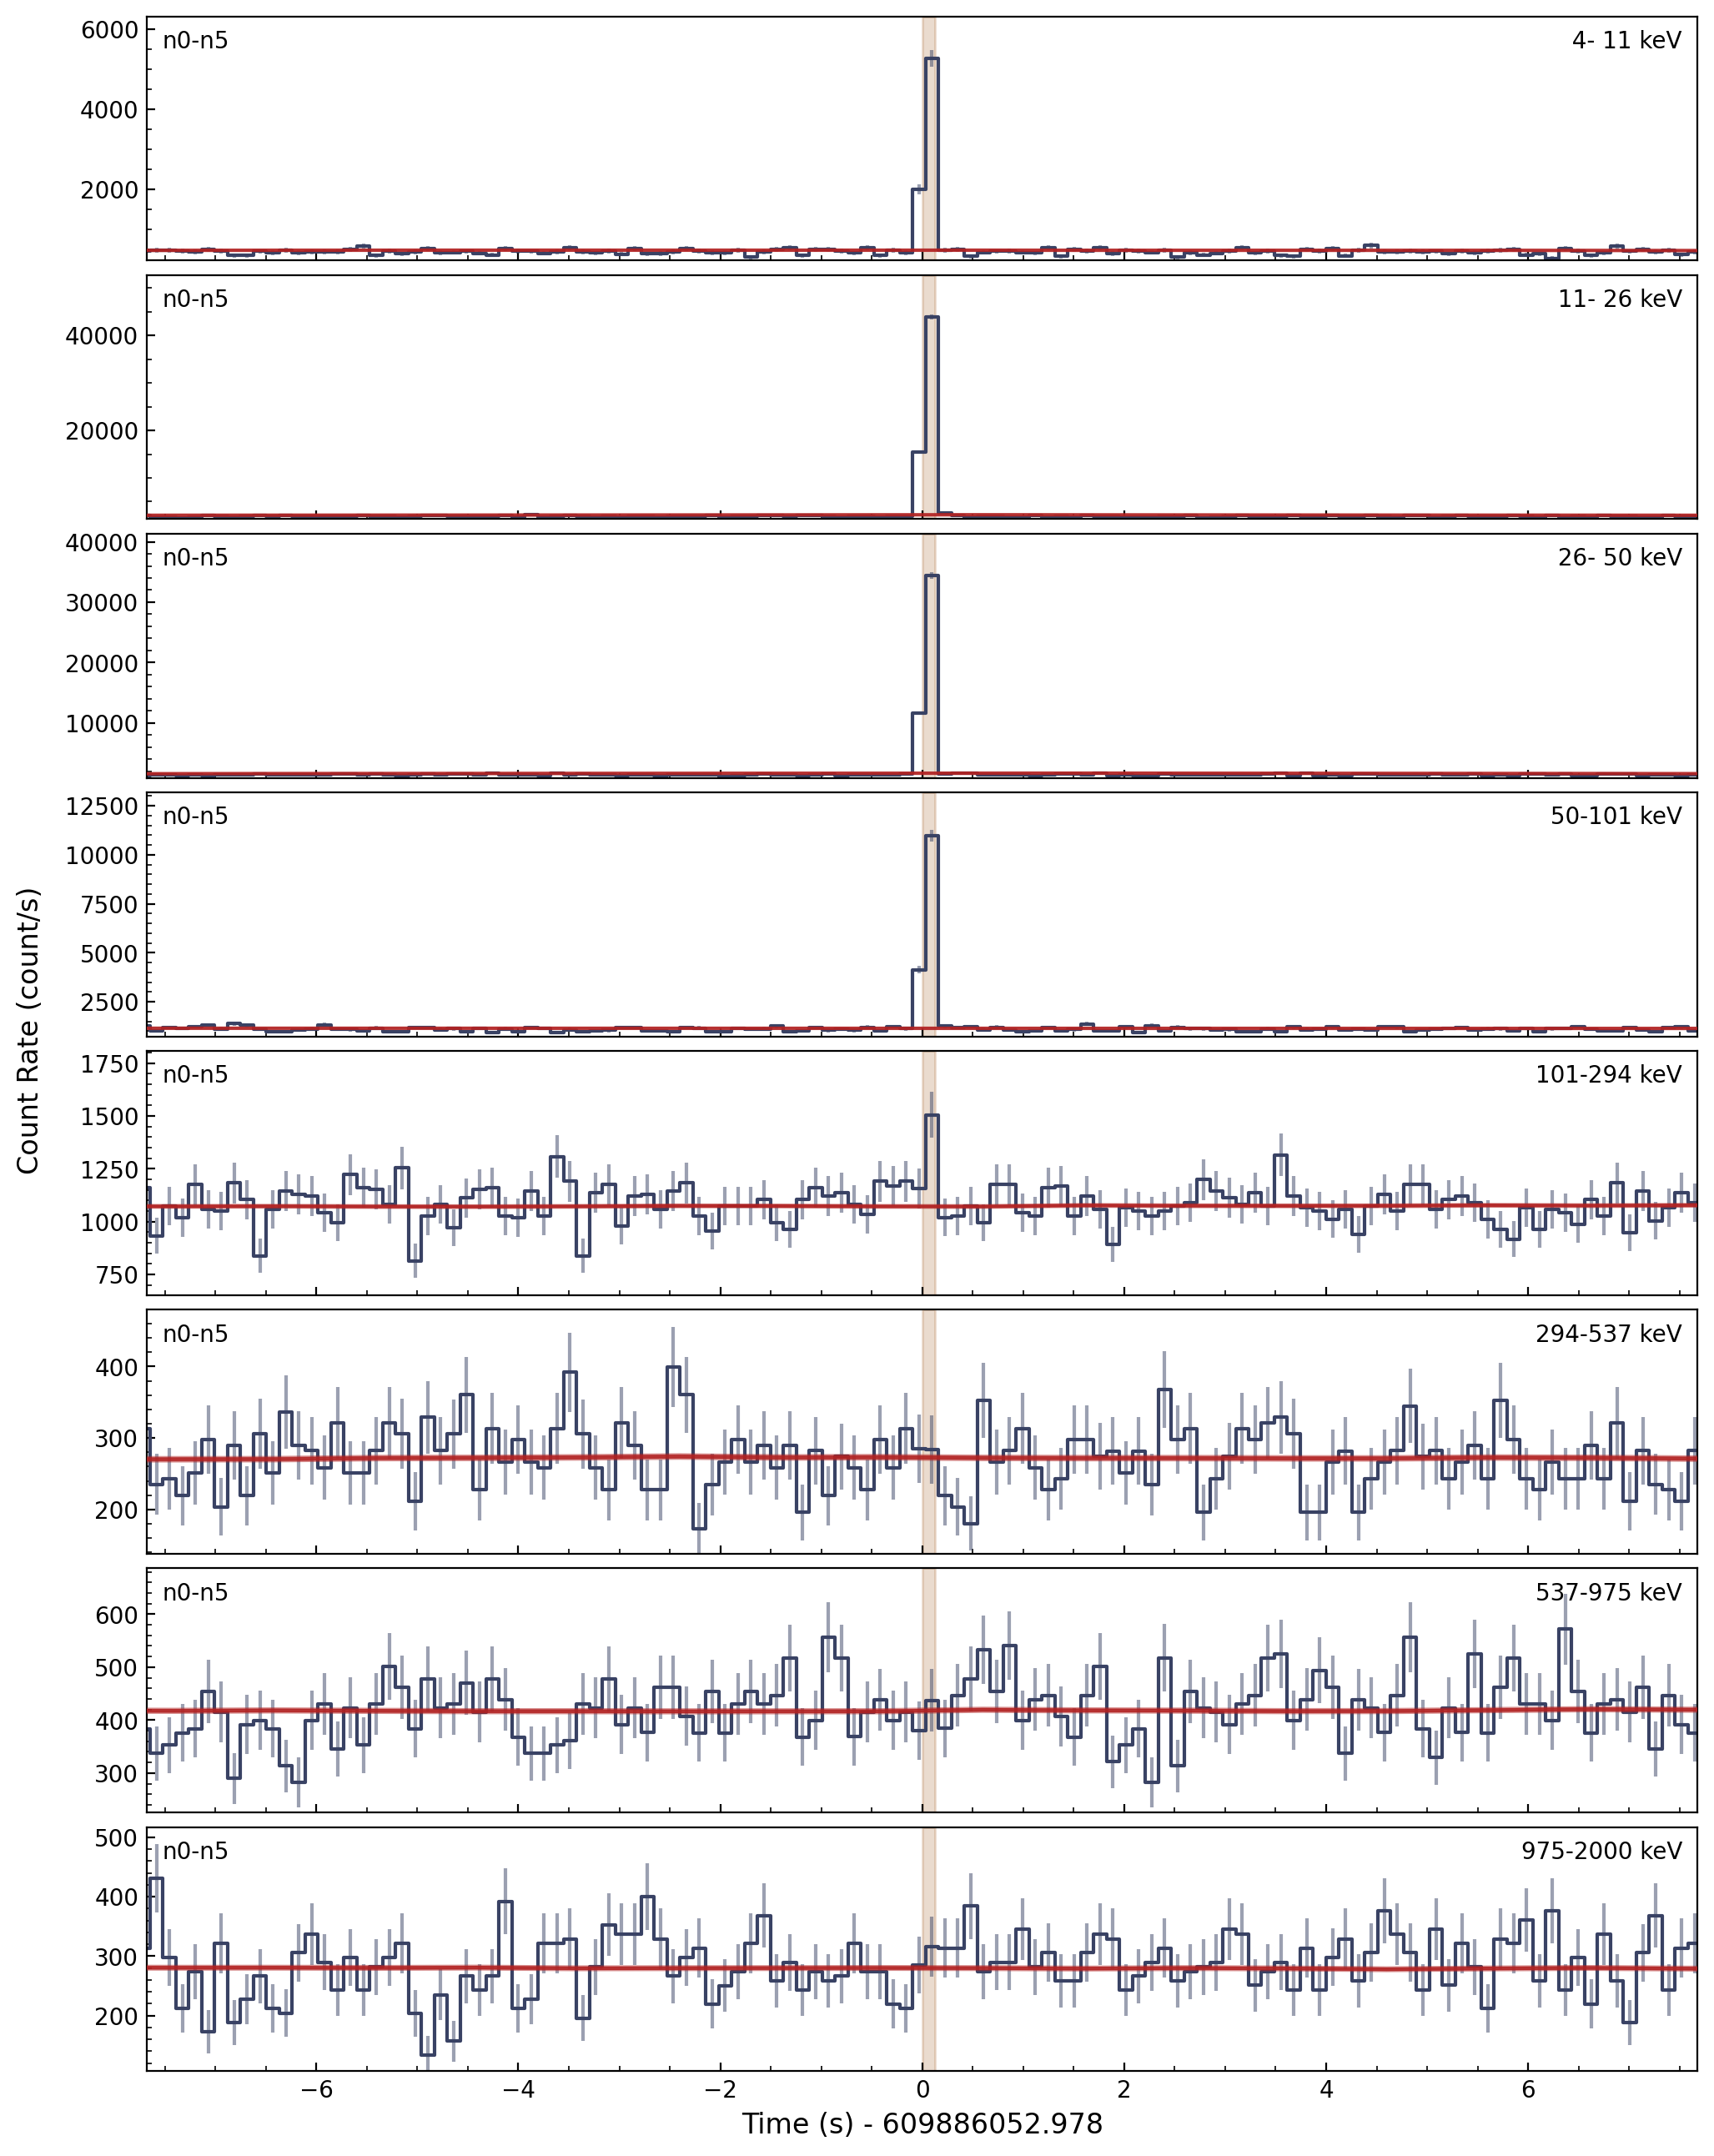 n0-n5 4- 11 keV
6000
4000
2000
n0-n5 11- 26 keV
40000
20000
n0-n5 26- 50 keV
40000
30000
20000
10000
n0-n5 50-101 keV
12500
10000
7500
5000
2500
Count Rate (count/s)
n0-n5 101-294 keV
1750
1500
1250
1000
750
n0-n5 294-537 keV
400
300
200
n0-n5 537-975 keV
600
500
400
300
n0-n5 975-2000 keV
500
400
300
200
−6 −4 −2 0 2 4 6
Time (s) - 609886052.978